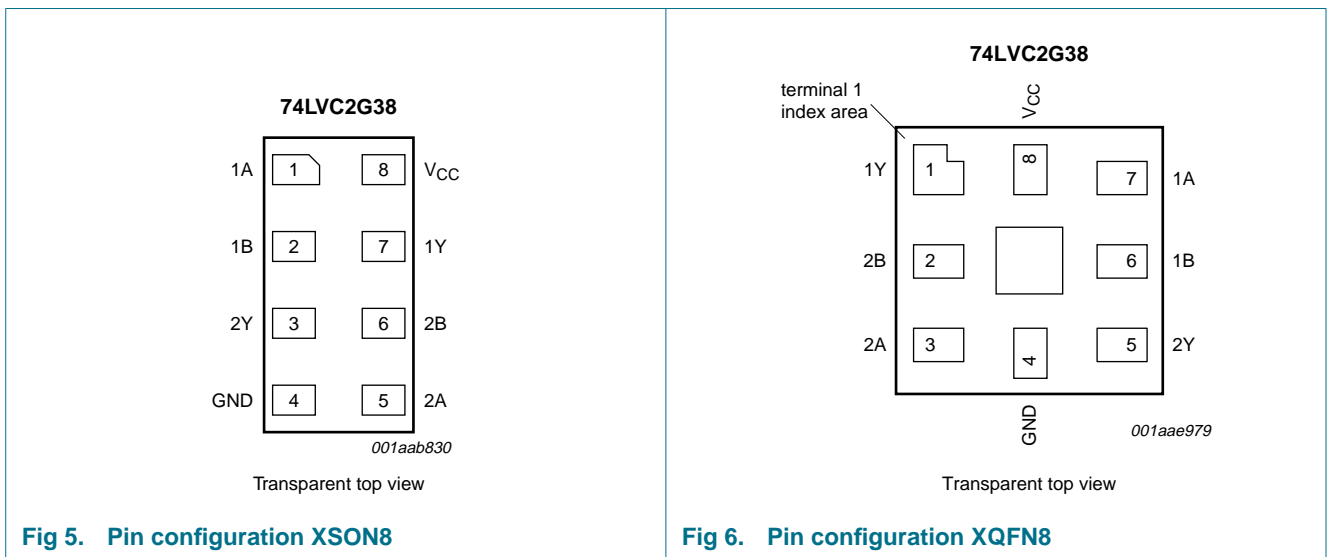 74LVC2G38
1A 1 8 VCC
1B 2 7 1Y
2Y 3 6 2B
GND 4 5 2A
001aab830
Transparent top view
Fig 5. Pin configuration XSON8
74LVC2G38
terminal 1
index area
VCC
1Y 1 8 7 1A
2B 2 6 1B
2A 3 4 5 2Y
GND
001aae979
Transparent top view
Fig 6. Pin configuration XQFN8